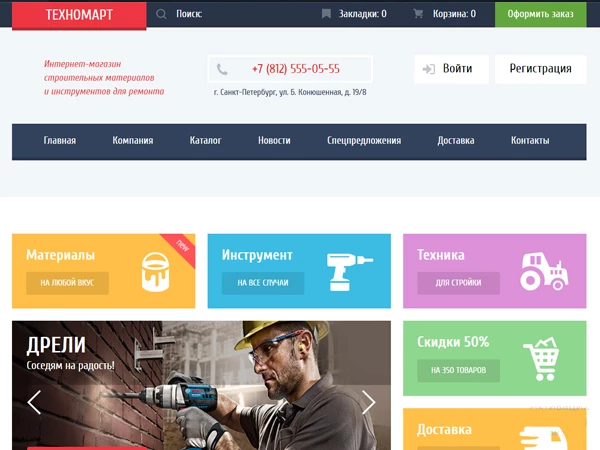 ТЕХНОМАРТ
Поиск:
Закладки: 0
Корзина: 0
Оформить заказ
Интернет-магазин
строительных материалов
и инструментов для ремонта
+7 (812) 555-05-55
г. Санкт-Петербург, ул. Б. Конюшенная, д. 19/8
Войти
Регистрация
Главная
Компания
Каталог
Новости
Спецпредложения
Доставка
Контакты
Материалы
НА ЛЮБОЙ ВКУС
new
Инструмент
НА ВСЕ СЛУЧАИ
Техника
ДЛЯ СТРОЙКИ
ДРЕЛИ
Соседям на радость!
Скидки 50%
НА 350 ТОВАРОВ
Доставка